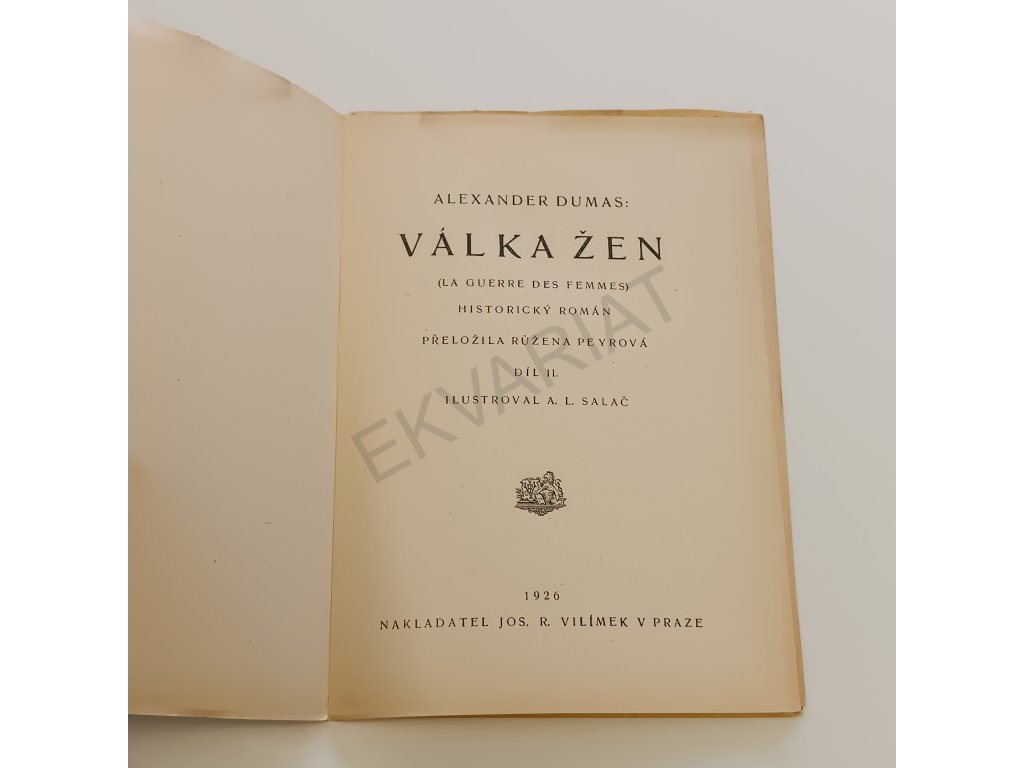 ALEXANDER DUMAS:
VÁLKA ŽEN
(LA GUERRE DES FEMMES)
HISTORICKÝ ROMÁN
PŘELOŽILA RŮŽENA PEYROVÁ
DÍL II.
ILUSTROVAL A. L. SALAČ
EKVARIAT
1926
NAKLADATEL JOS. R. VILÍMEK V PRAZE